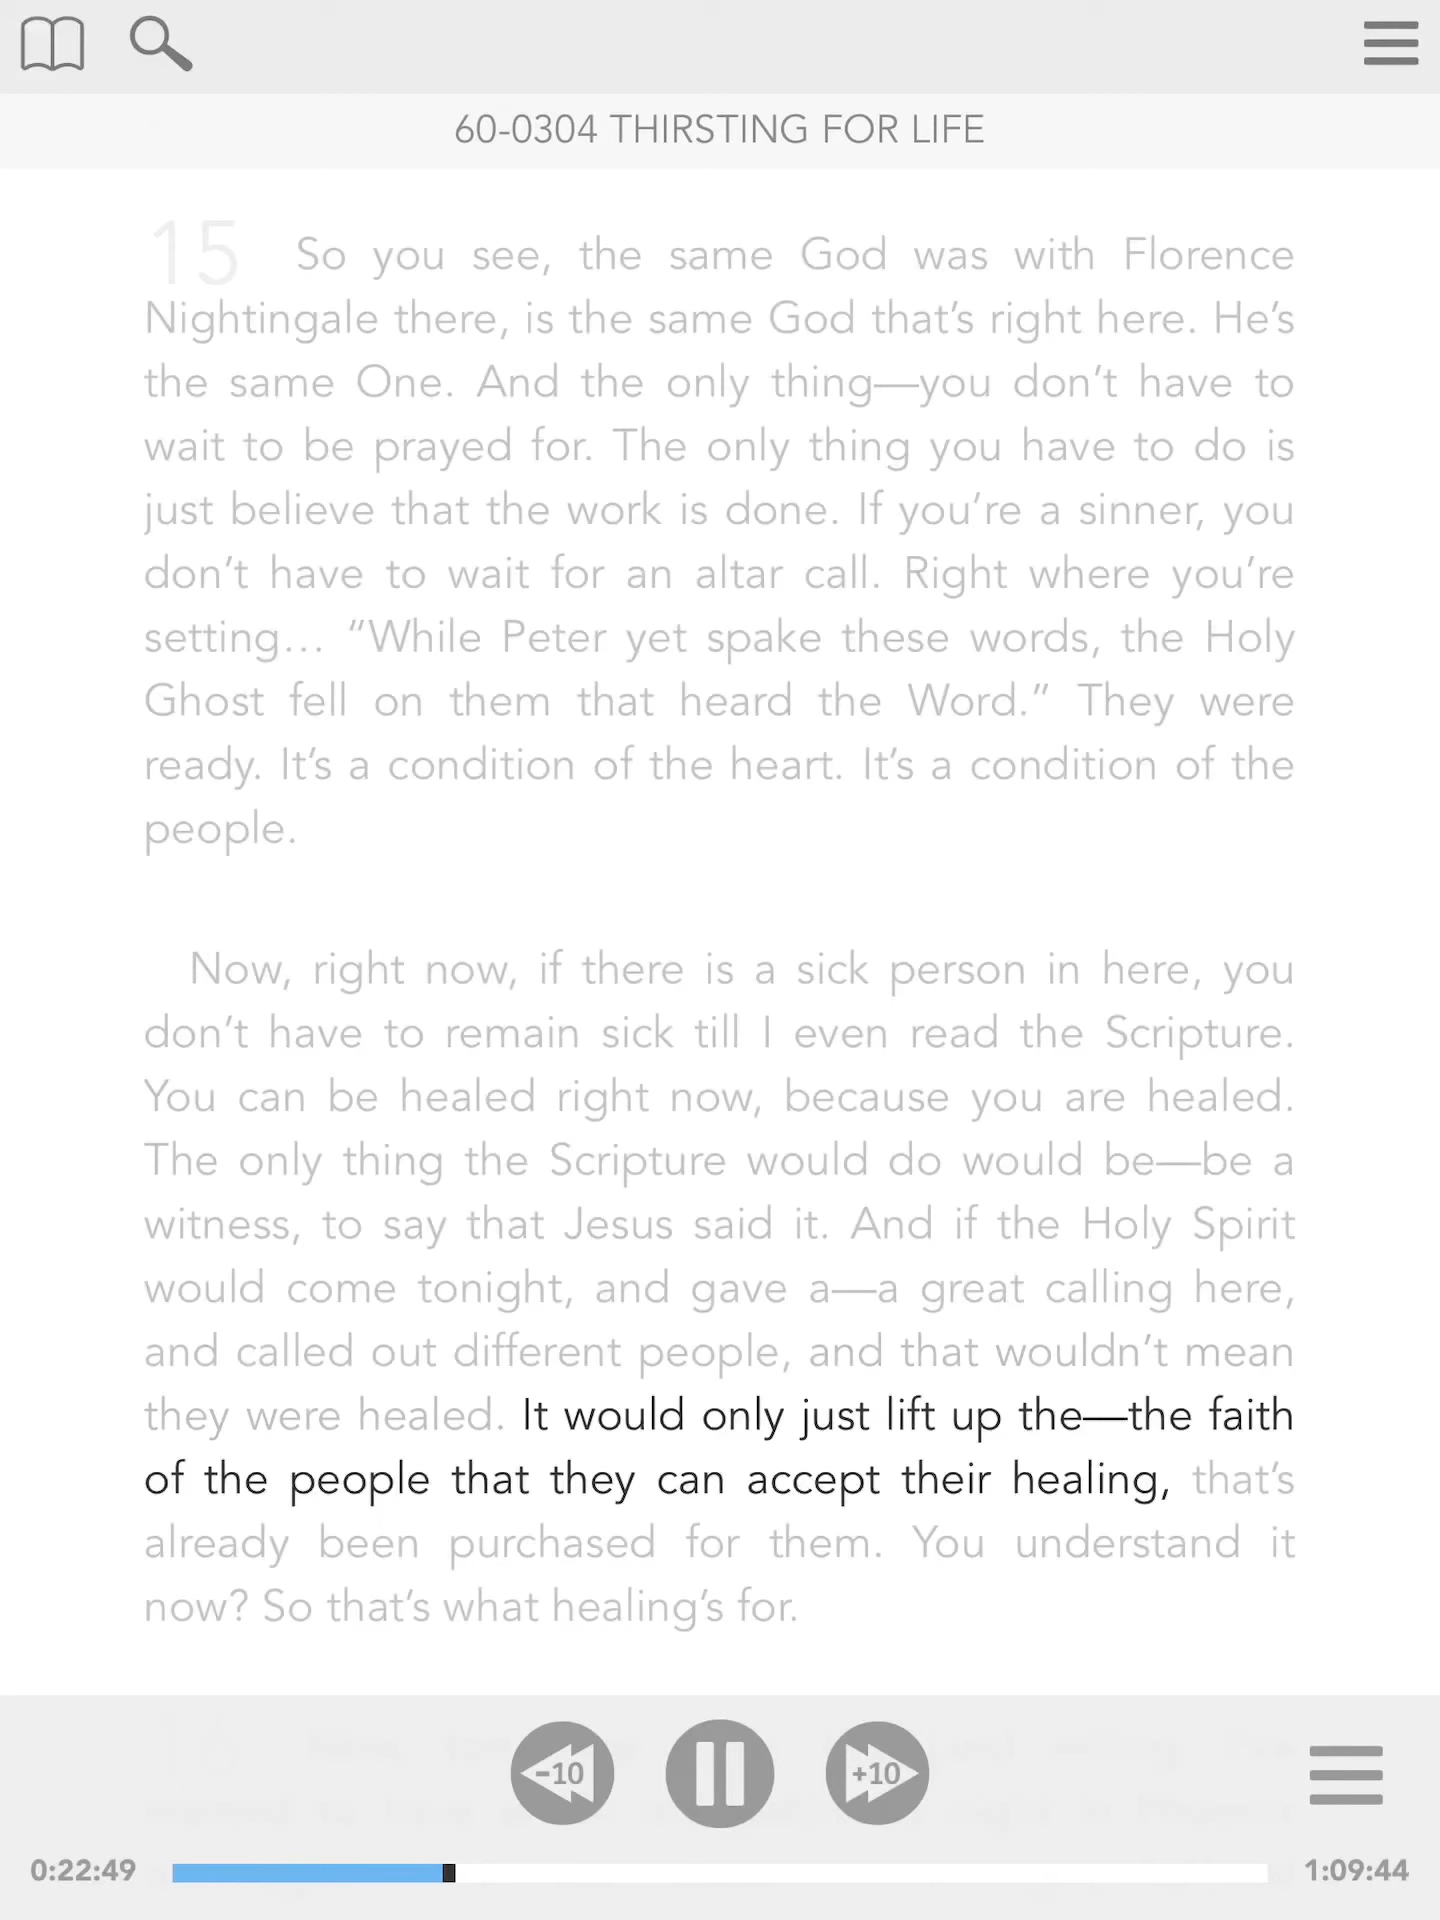 60-0304 THIRSTING FOR LIFE
15 So you see, the same God was with Florence
Nightingale there, is the same God that’s right here. He’s
the same One. And the only thing—you don’t have to
wait to be prayed for. The only thing you have to do is
just believe that the work is done. If you’re a sinner, you
don’t have to wait for an altar call. Right where you’re
setting… “While Peter yet spake these words, the Holy
Ghost fell on them that heard the Word.” They were
ready. It’s a condition of the heart. It’s a condition of the
people.
Now, right now, if there is a sick person in here, you
don’t have to remain sick till I even read the Scripture.
You can be healed right now, because you are healed.
The only thing the Scripture would do would be—be a
witness, to say that Jesus said it. And if the Holy Spirit
would come tonight, and gave a—a great calling here,
and called out different people, and that wouldn’t mean
they were healed. It would only just lift up the—the faith
of the people that they can accept their healing, that’s
already been purchased for them. You understand it
now? So that’s what healing’s for.
-10 +10
0:22:49 1:09:44